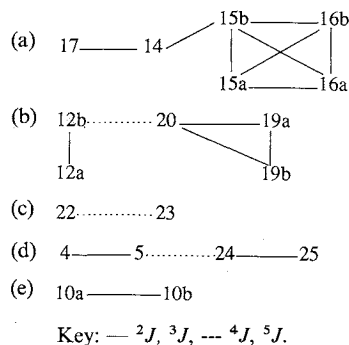 15b 16b
(a) 17 14
15a 16a
(b) 12b 20 19a
12a 19b
(c) 22 23
(d) 4 5 24 25
(e) 10a 10b
Key: — ²J, ³J, --- ⁴J, ⁵J.